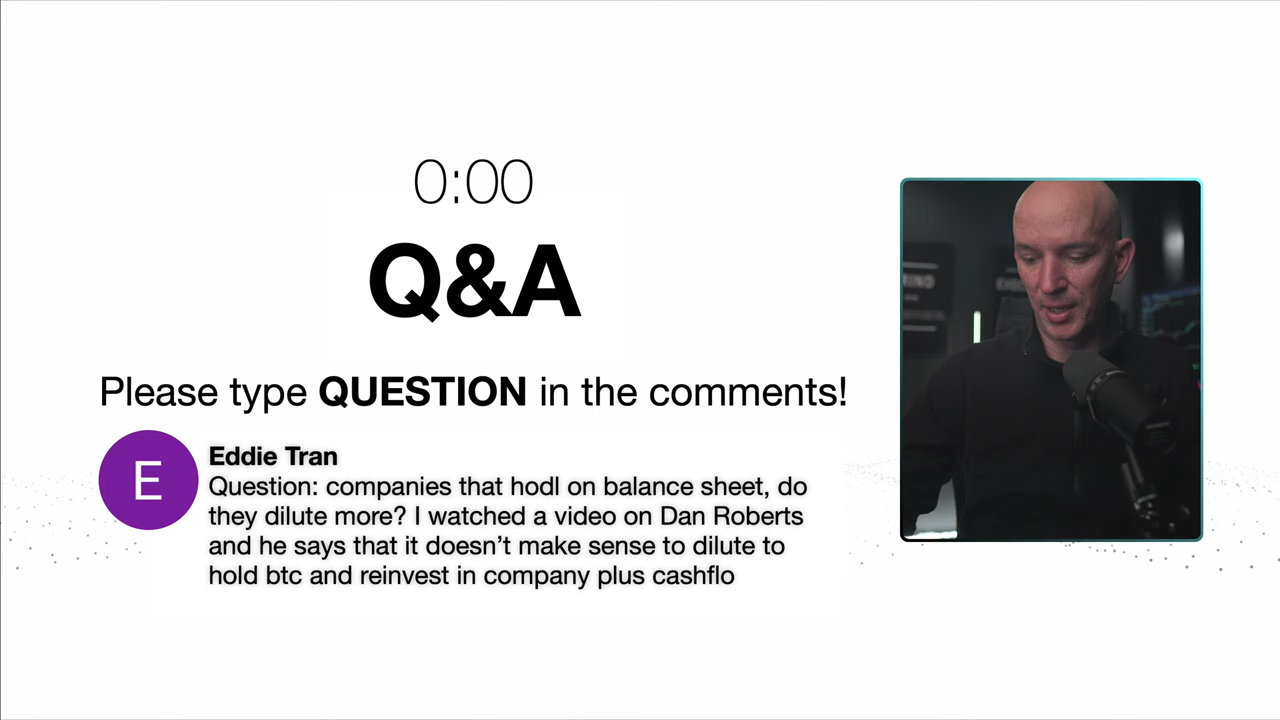 0:00
Q&A
Please type QUESTION in the comments!
E
Eddie Tran
Question: companies that hodl on balance sheet, do
they dilute more? I watched a video on Dan Roberts
and he says that it doesn’t make sense to dilute to
hold btc and reinvest in company plus cashflo